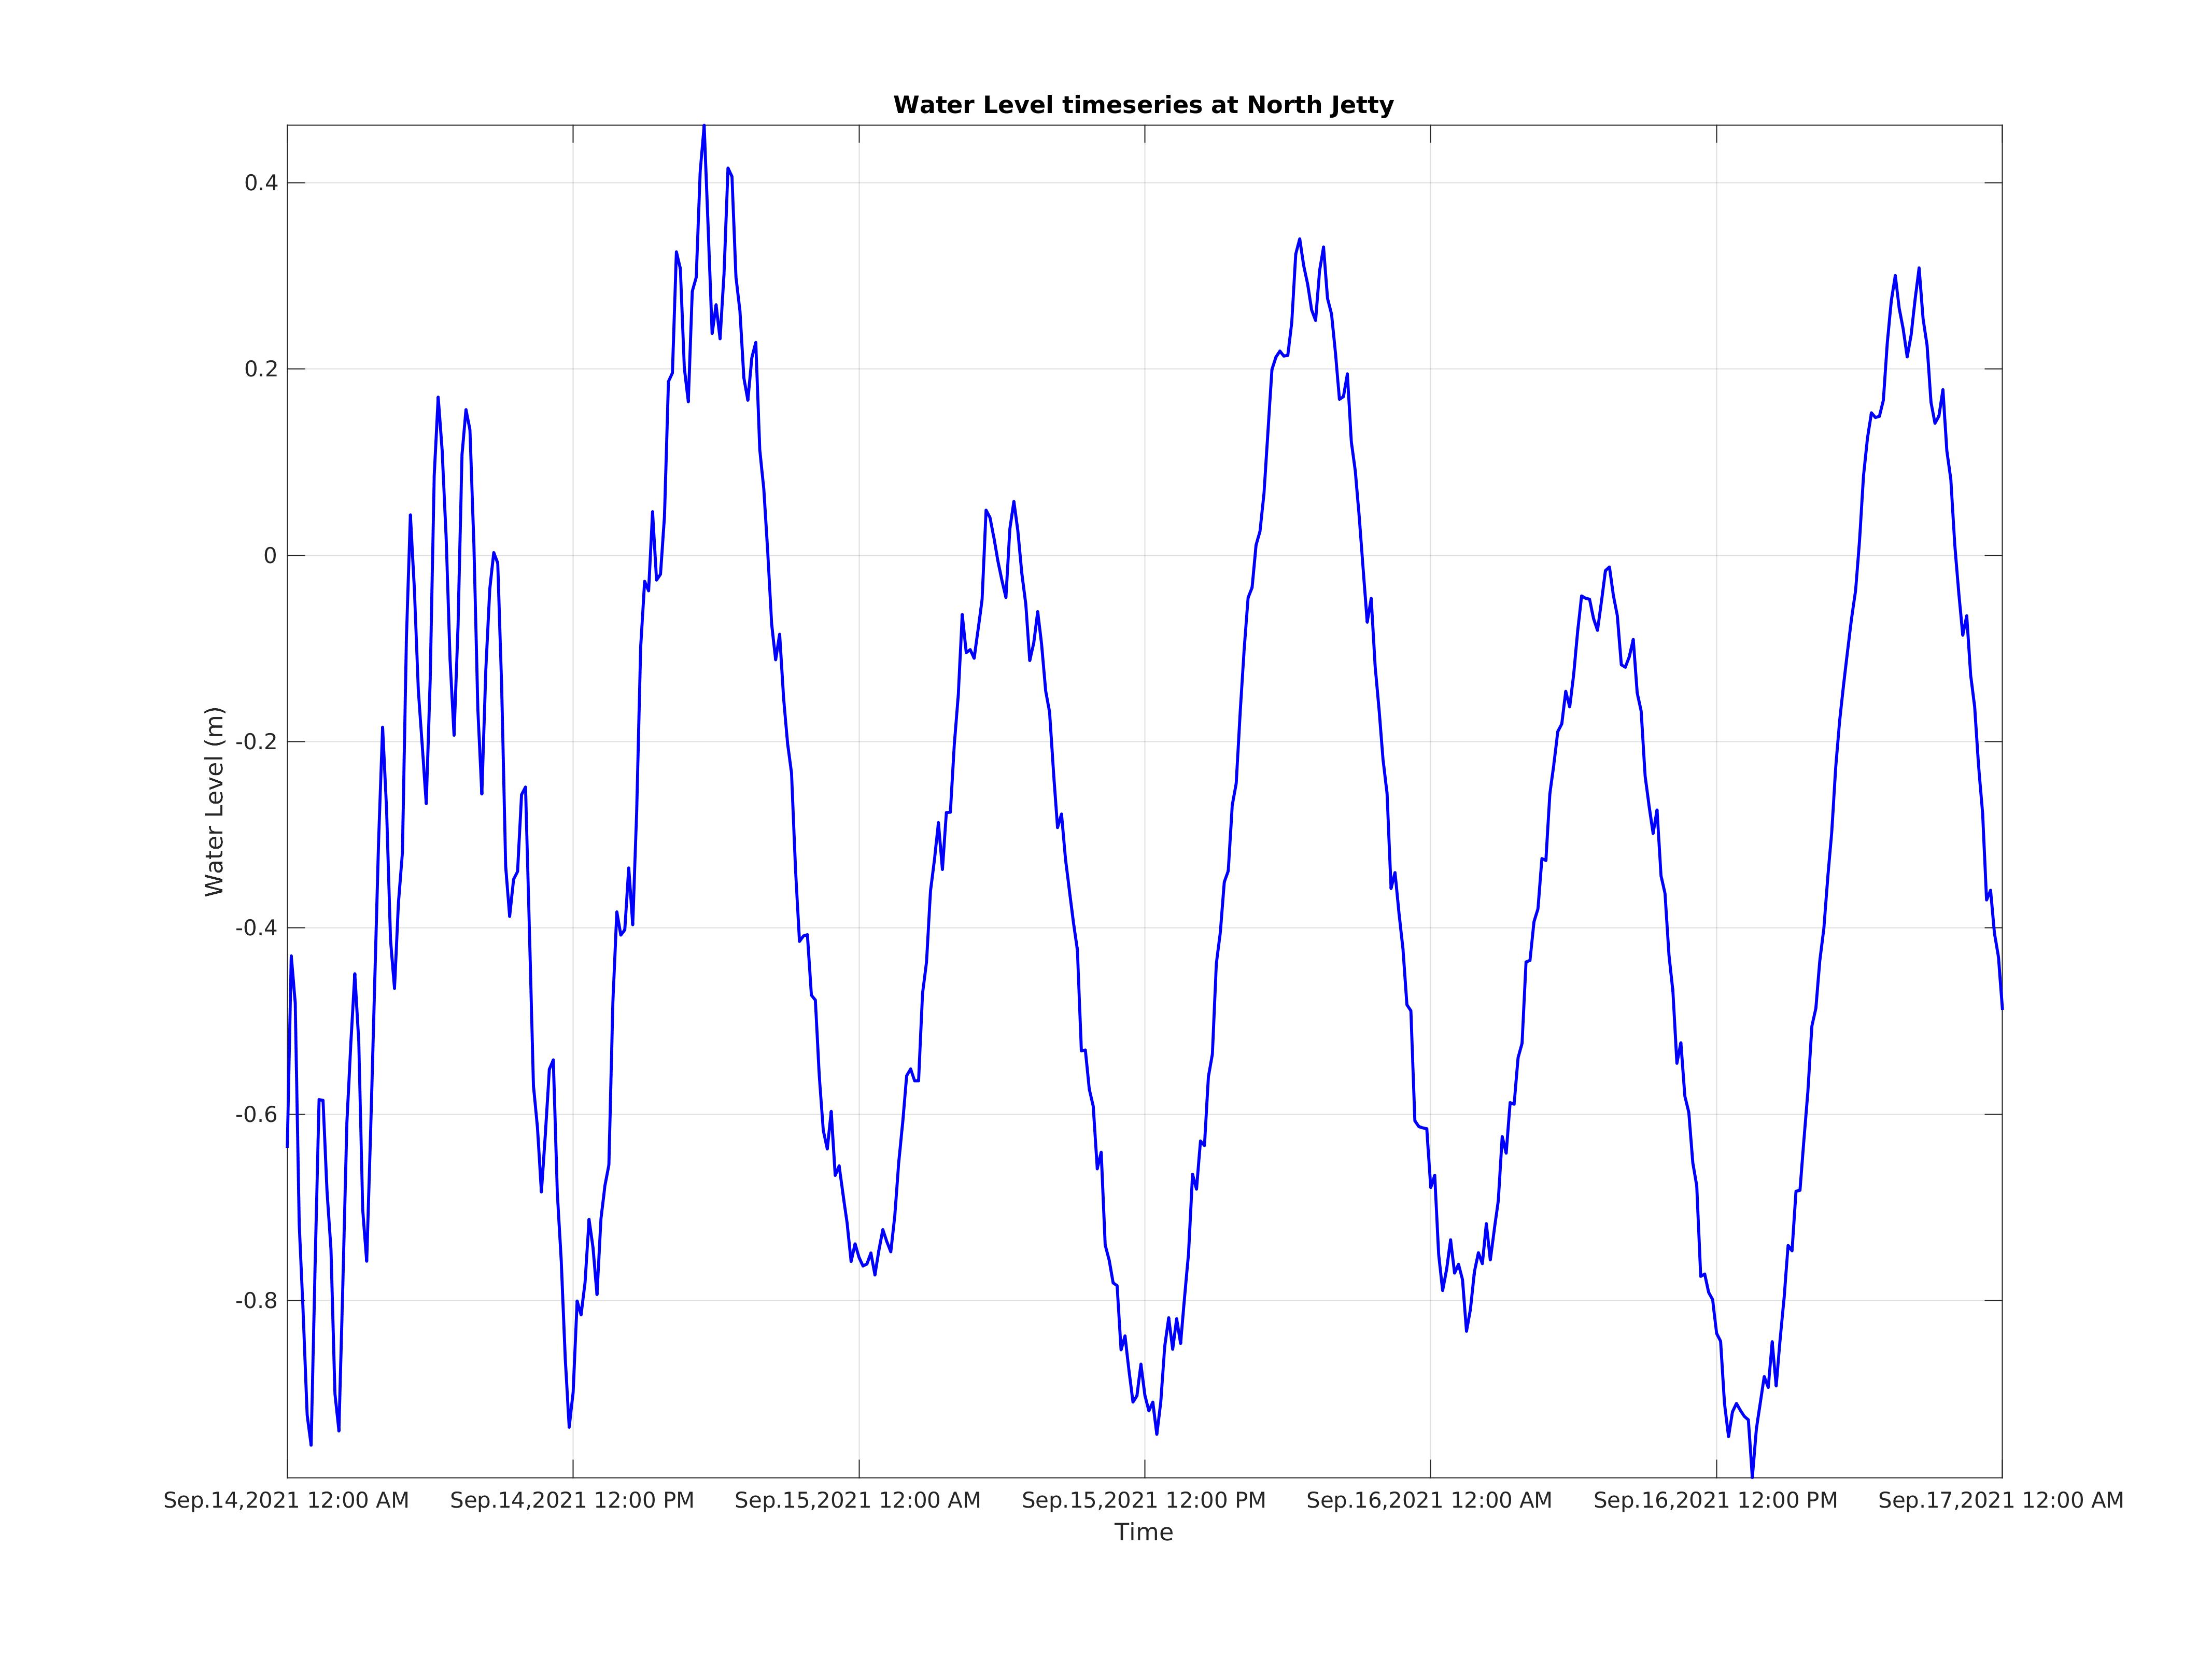 Water Level timeseries at North Jetty
0.4
0.2
0
-0.2
-0.4
-0.6
-0.8
Water Level (m)
Sep.14,2021 12:00 AM Sep.14,2021 12:00 PM Sep.15,2021 12:00 AM Sep.15,2021 12:00 PM Sep.16,2021 12:00 AM Sep.16,2021 12:00 PM Sep.17,2021 12:00 AM
Time